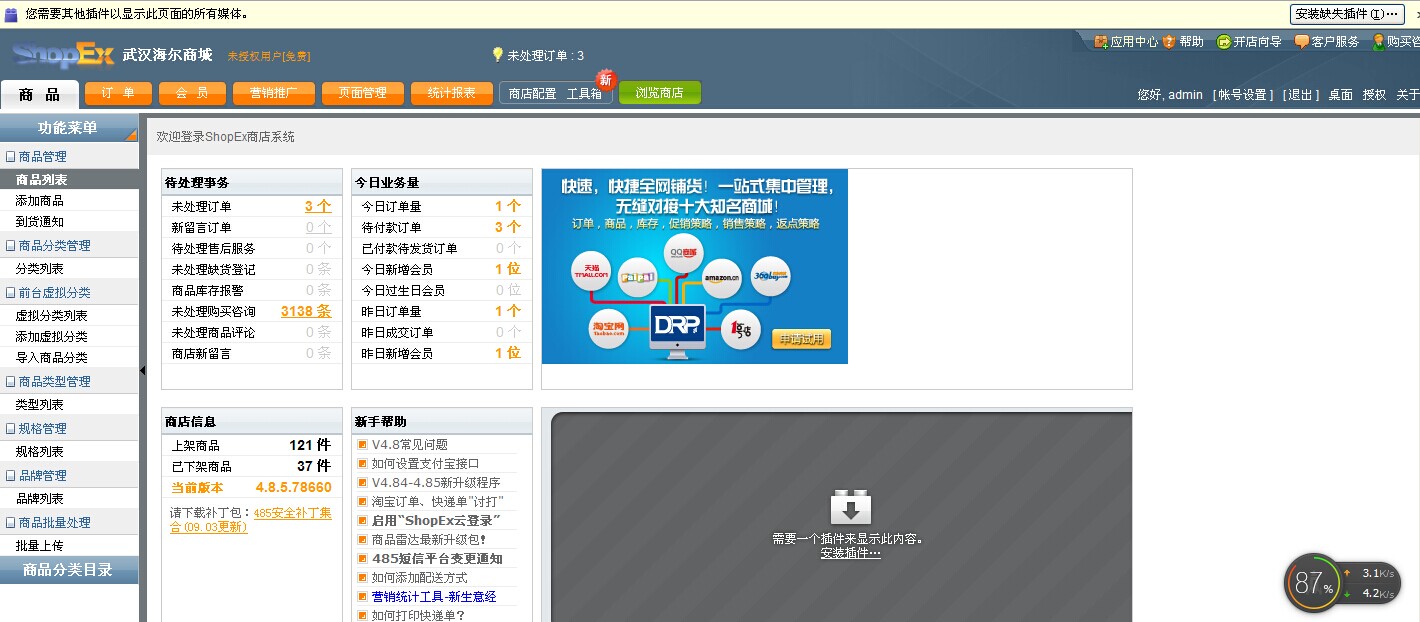 您需要其他插件以显示此页面的所有媒体。
安装缺失插件(I)…
ShopEx 武汉海尔商城 未授权用户[免费]
未处理订单 : 3
应用中心 帮助 开店向导 客户服务 购买咨
商 品 订 单 会 员 营销推广 页面管理 统计报表 商店配置 工具箱 新 浏览商店
您好, admin [帐号设置] [退出] 桌面 授权 关于
功能菜单
商品管理
商品列表
添加商品
到货通知
商品分类管理
分类列表
前台虚拟分类
虚拟分类列表
添加虚拟分类
导入商品分类
商品类型管理
类型列表
规格管理
规格列表
品牌管理
品牌列表
商品批量处理
批量上传
商品分类目录
欢迎登录ShopEx商店系统
待处理事务
未处理订单 3 个
新留言订单 0 个
待处理售后服务 0 个
未处理缺货登记 0 条
商品库存报警 0 条
未处理购买咨询 3138 条
未处理商品评论 0 条
商店新留言 0 条
今日业务量
今日订单量 1 个
待付款订单 3 个
已付款待发货订单 0 个
今日新增会员 1 位
今日过生日会员 0 位
昨日订单量 1 个
昨日成交订单 0 个
昨日新增会员 1 位
快速，快捷全网铺货！一站式集中管理，
无缝对接十大知名商城！
订单，商品，库存，促销策略，销售策略，返点策略
QQ商城
天猫
TMALL.COM
PaiPai
amazon.cn
360buy
淘宝网
Taobao.com
DRP
1号店
申请试用
商店信息
上架商品 121 件
已下架商品 37 件
当前版本 4.8.5.78660
请下载补丁包：485安全补丁集
合(09.03更新)
新手帮助
V4.8常见问题
如何设置支付宝接口
V4.84-4.85新升级程序
淘宝订单、快递单"讨打"
启用“ShopEx云登录”
商品雷达最新升级包!
485短信平台变更通知
如何添加配送方式
营销统计工具-新生意经
如何打印快递单?
需要一个插件来显示此内容。
安装插件…
87%
3.1K/s
4.2K/s